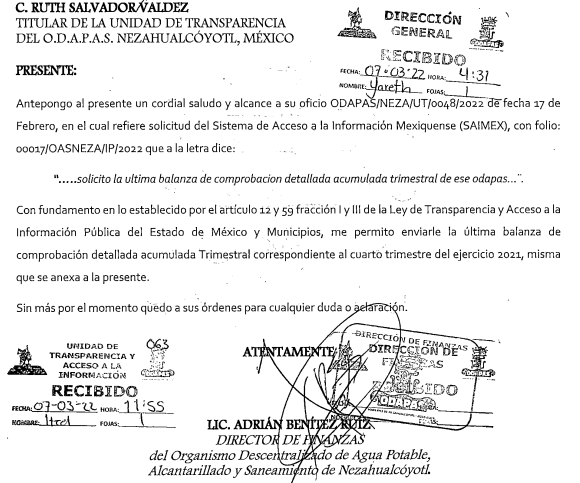 C. RUTH SALVADOR VALDEZ
TITULAR DE LA UNIDAD DE TRANSPARENCIA
DEL O.D.A.P.A.S. NEZAHUALCÓYOTL, MÉXICO
DIRECCIÓN
GENERAL
RECIBIDO
FECHA: 07-03-22 HORA: 4:31
NOMBRE: Yareth FOJAS: 1
PRESENTE:
Antepongo al presente un cordial saludo y alcance a su oficio ODAPAS/NEZA/UT/0048/2022 de fecha 17 de
Febrero, en el cual refiere solicitud del Sistema de Acceso a la Información Mexiquense (SAIMEX), con folio:
00017/OASNEZA/IP/2022 que a la letra dice:
“.....solicito la ultima balanza de comprobacion detallada acumulada trimestral de ese odapas...”.
Con fundamento en lo establecido por el artículo 12 y 59 fracción I y III de la Ley de Transparencia y Acceso a la
Información Pública del Estado de México y Municipios, me permito enviarle la última balanza de
comprobación detallada acumulada Trimestral correspondiente al cuarto trimestre del ejercicio 2021, misma
que se anexa a la presente.
Sin más por el momento quedo a sus órdenes para cualquier duda o aclaración.
UNIDAD DE 063
TRANSPARENCIA Y
ACCESO A LA
INFORMACIÓN
RECIBIDO
FECHA: 07-03-22 HORA: 11:55
NOMBRE: Itzel FOJAS: 1
ATENTAMENTE
DIRECCIÓN DE FINANZAS
DIRECCIÓN DE
FINANZAS
RECIBIDO
ODAPAS
LIC. ADRIÁN BENÍTEZ RUIZ
DIRECTOR DE FINANZAS
del Organismo Descentralizado de Agua Potable,
Alcantarillado y Saneamiento de Nezahualcóyotl.